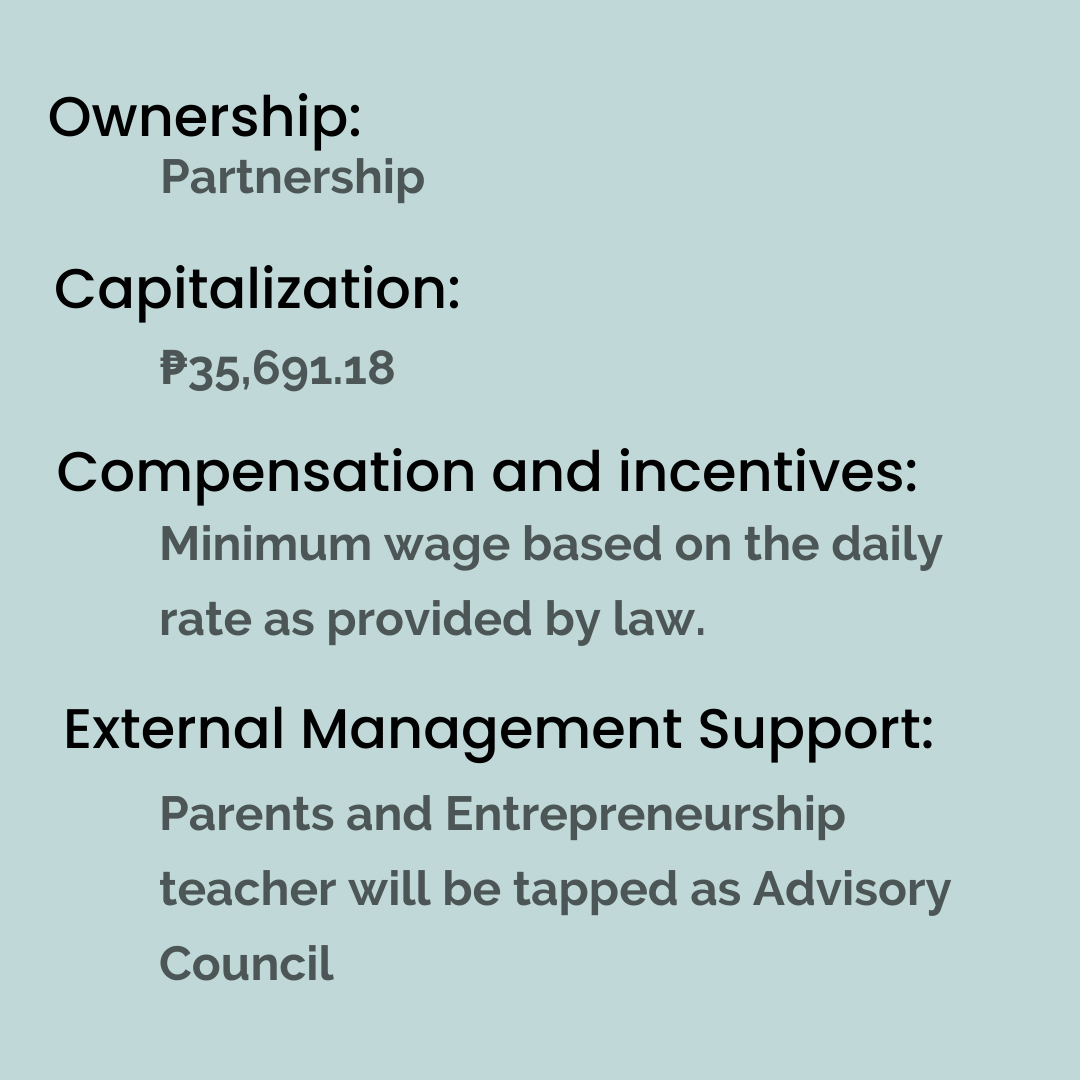 Ownership:
Partnership
Capitalization:
₱35,691.18
Compensation and incentives:
Minimum wage based on the daily
rate as provided by law.
External Management Support:
Parents and Entrepreneurship
teacher will be tapped as Advisory
Council